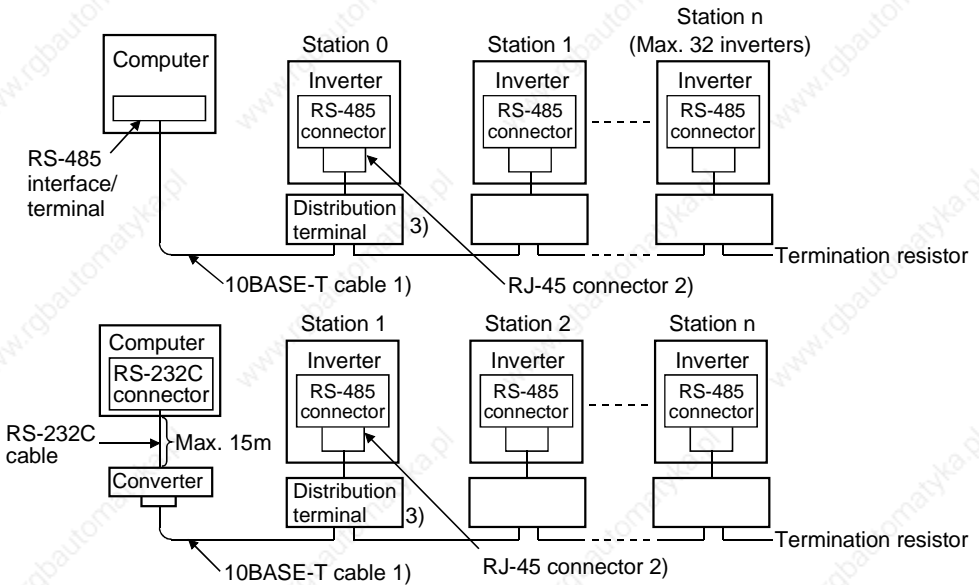 Station n
Station 0
Station 1
(Max. 32 inverters)
Computer
Inverter
RS-485
connector
Inverter
RS-485
connector
Inverter
RS-485
connector
RS-485
interface/
terminal
Distribution
terminal
3)
Termination resistor
10BASE-T cable 1)
RJ-45 connector 2)
Station 1
Station 2
Station n
Computer
RS-232C
connector
Inverter
RS-485
connector
Inverter
RS-485
connector
Inverter
RS-485
connector
RS-232C
cable
Max. 15m
Converter
Distribution
terminal
3)
Termination resistor
10BASE-T cable 1)
RJ-45 connector 2)
www.rgbautomatyka.pl